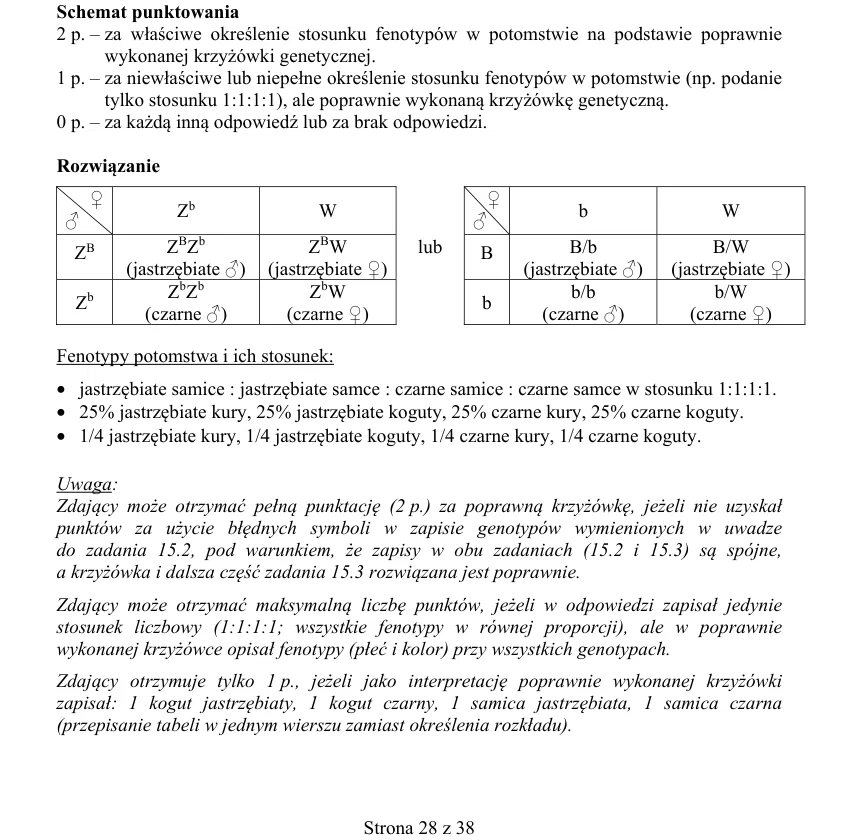 Schemat punktowania
2 p. – za właściwe określenie stosunku fenotypów w potomstwie na podstawie poprawnie
wykonanej krzyżówki genetycznej.
1 p. – za niewłaściwe lub niepełne określenie stosunku fenotypów w potomstwie (np. podanie
tylko stosunku 1:1:1:1), ale poprawnie wykonaną krzyżówkę genetyczną.
0 p. – za każdą inną odpowiedź lub za brak odpowiedzi.
Rozwiązanie
♀ ♂ Zᵇ W
Zᴮ ZᴮZᵇ (jastrzębiate ♂) ZᴮW (jastrzębiate ♀)
Zᵇ ZᵇZᵇ (czarne ♂) ZᵇW (czarne ♀)
lub
♀ ♂ b W
B B/b (jastrzębiate ♂) B/W (jastrzębiate ♀)
b b/b (czarne ♂) b/W (czarne ♀)
Fenotypy potomstwa i ich stosunek:
• jastrzębiate samice : jastrzębiate samce : czarne samice : czarne samce w stosunku 1:1:1:1.
• 25% jastrzębiate kury, 25% jastrzębiate koguty, 25% czarne kury, 25% czarne koguty.
• 1/4 jastrzębiate kury, 1/4 jastrzębiate koguty, 1/4 czarne kury, 1/4 czarne koguty.
Uwaga:
Zdający może otrzymać pełną punktację (2 p.) za poprawną krzyżówkę, jeżeli nie uzyskał
punktów za użycie błędnych symboli w zapisie genotypów wymienionych w uwadze
do zadania 15.2, pod warunkiem, że zapisy w obu zadaniach (15.2 i 15.3) są spójne,
a krzyżówka i dalsza część zadania 15.3 rozwiązana jest poprawnie.
Zdający może otrzymać maksymalną liczbę punktów, jeżeli w odpowiedzi zapisał jedynie
stosunek liczbowy (1:1:1:1; wszystkie fenotypy w równej proporcji), ale w poprawnie
wykonanej krzyżówce opisał fenotypy (płeć i kolor) przy wszystkich genotypach.
Zdający otrzymuje tylko 1 p., jeżeli jako interpretację poprawnie wykonanej krzyżówki
zapisał: 1 kogut jastrzębiaty, 1 kogut czarny, 1 samica jastrzębiata, 1 samica czarna
(przepisanie tabeli w jednym wierszu zamiast określenia rozkładu).
Strona 28 z 38